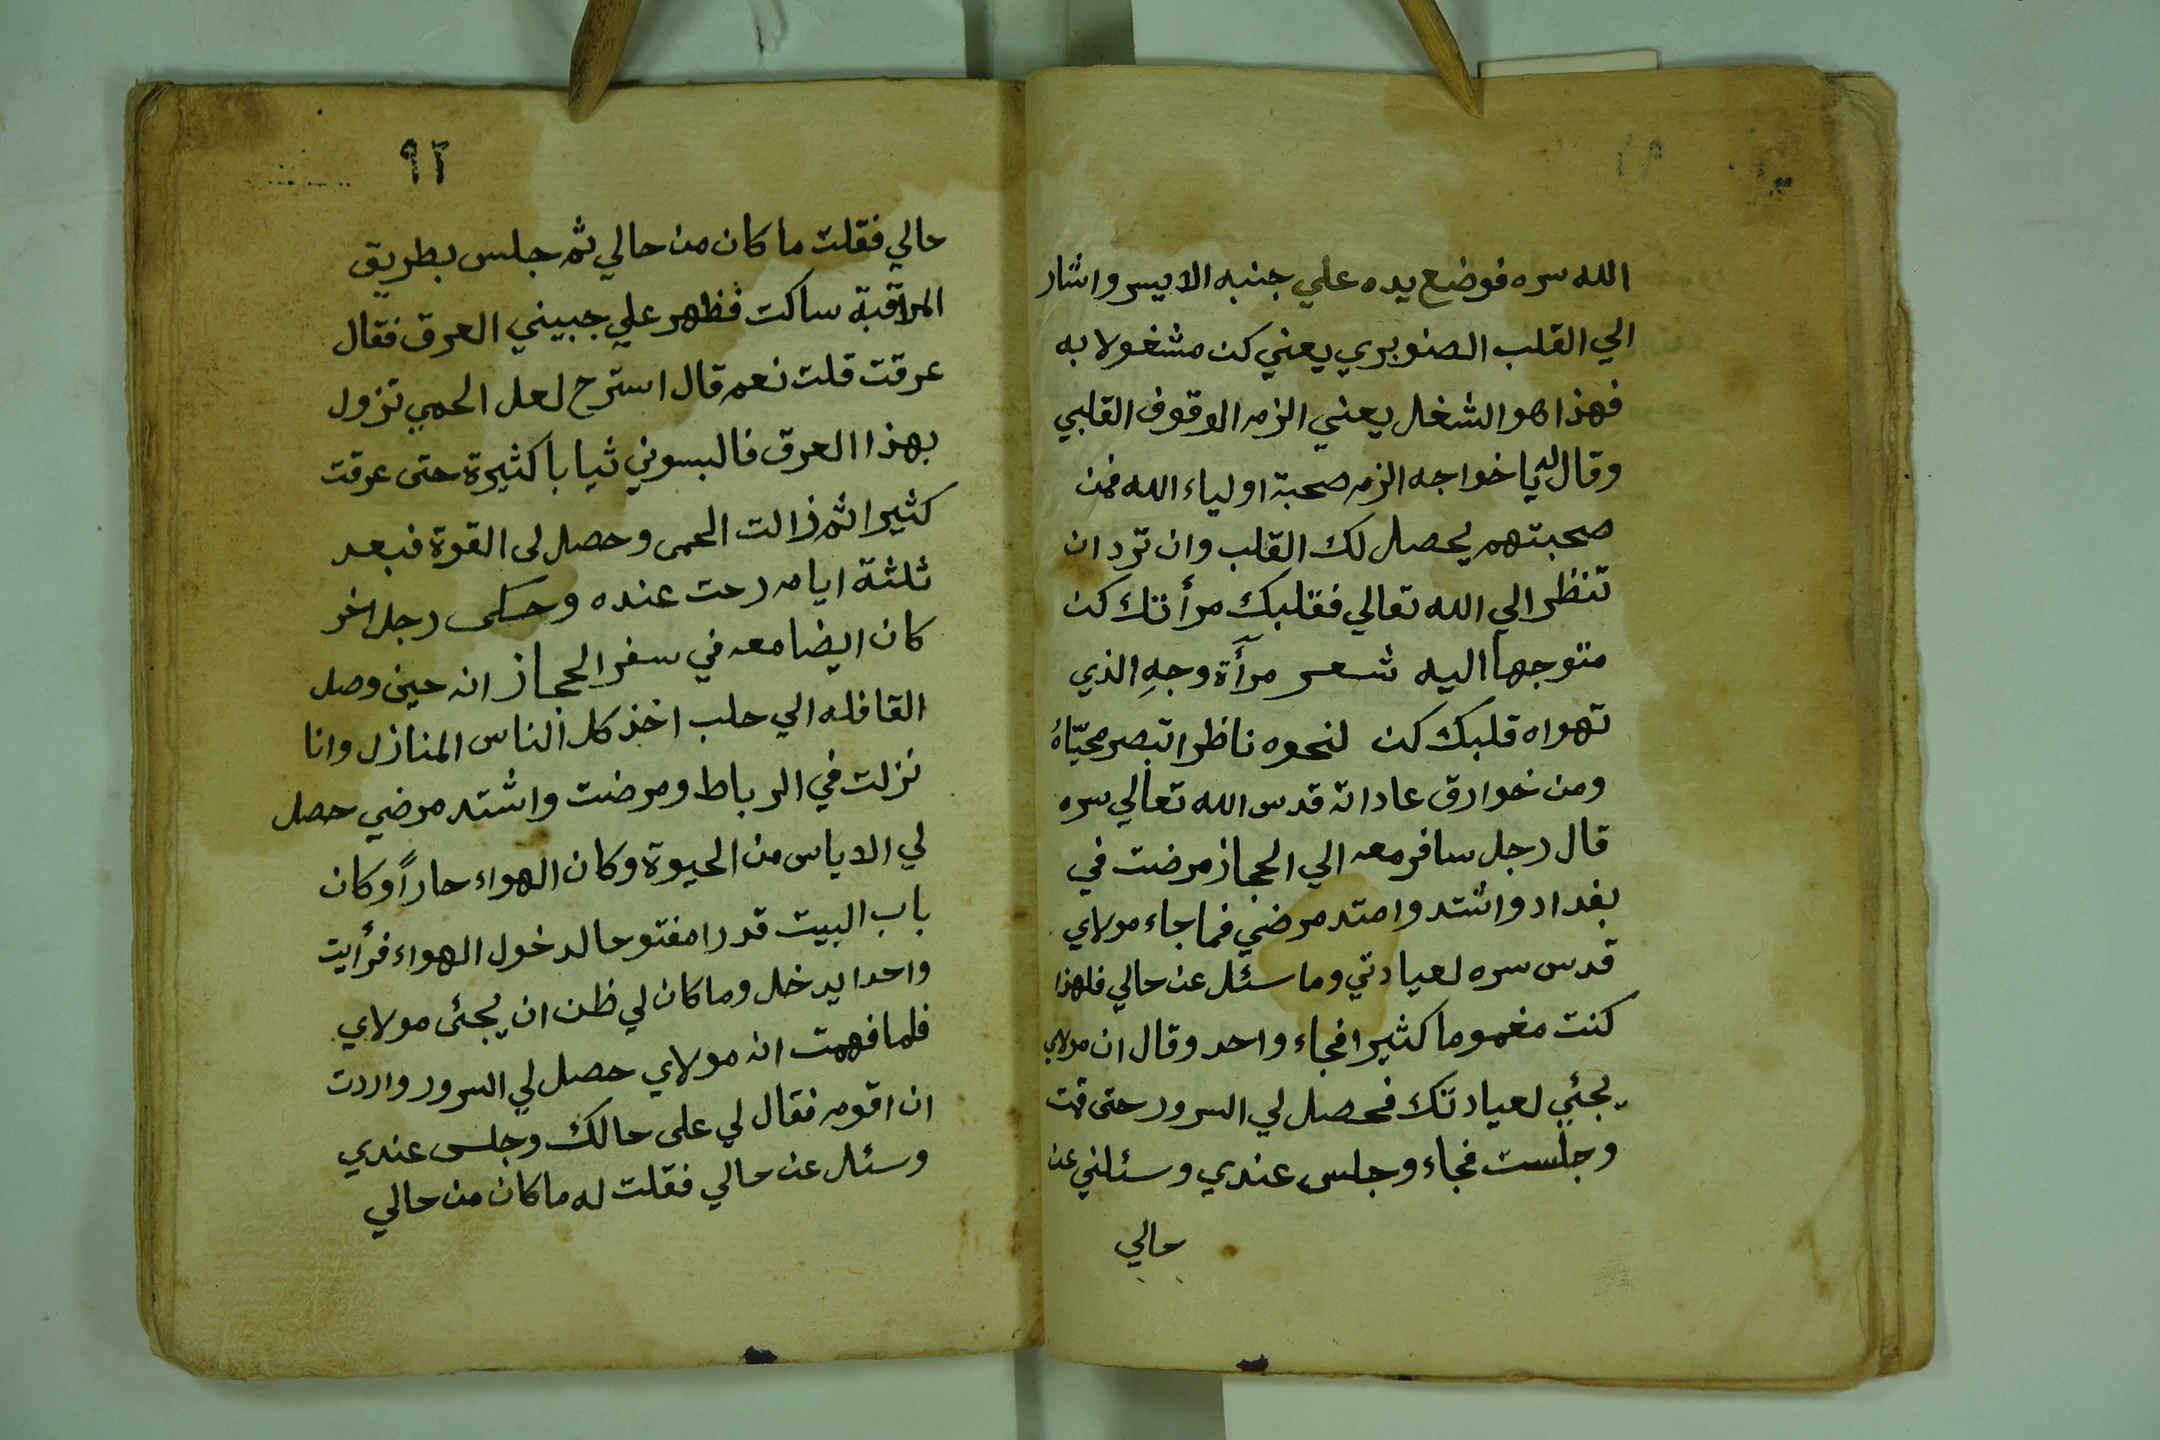 الله سره فوضع يده علي جنبه الايسر واشار
الي القلب الصنوبري يعني كن مشغولا به
فهذا هو الشغل يعني الزم الوقوف القلبي
وقال له يا خواجه الزم صحبة اولياء الله فمن
صحبتهم يحصل لك القلب وان ترد ان
تنظر الي الله تعالي فقلبك مرأتك كن
متوجها اليه شعر مرأة وجهِ الذي
تهواه قلبك كن لنحوه ناظرا تبصر محيّاهُ
ومن خوارق عاداته قدس الله تعالي سره
قال رجل سافر معه الي الحجاز مرضت في
بغداد واشتد وامتد مرضي فما جاء مولاي
قدس سره لعيادتي وما سئل عن حالي فلهذا
كنت مغموما كثيرا فجاء واحد وقال ان مولاي
يجئي لعيادتك فحصل لي السرور حتى قمت
وجلست فجاء وجلس عندي وسئلني عن
حالي
٩٢
حالي فقلت ما كان من حالي ثم جلس بطريق
المراقبة ساكت فظهر علي جبيني العرق فقال
عرقت قلت نعم قال استرح لعل الحمي تزول
بهذا العرق فالبسوني ثيابا كثيرة حتى عرقت
كثيرا ثم زالت الحمى وحصل لى القوة فبعد
ثلثة ايام رحت عنده وحكى رجل اخر
كان ايضا معه في سفر الحجاز انه حين وصل
القافله الي حلب اخذ كل الناس المنازل وانا
نزلت في الرباط ومرضت واشتد مرضي حصل
لي الاياس من الحيوة وكان الهواء حاراً وكان
باب البيت قدرا مفتوحا لدخول الهواء فرأيت
واحدا يدخل وما كان لي ظن ان يجئى مولاي
فلما فهمت انه مولاي حصل لي السرور واردت
ان اقوم فقال لي على حالك وجلس عندي
وسئل عن حالي فقلت له ما كان من حالي